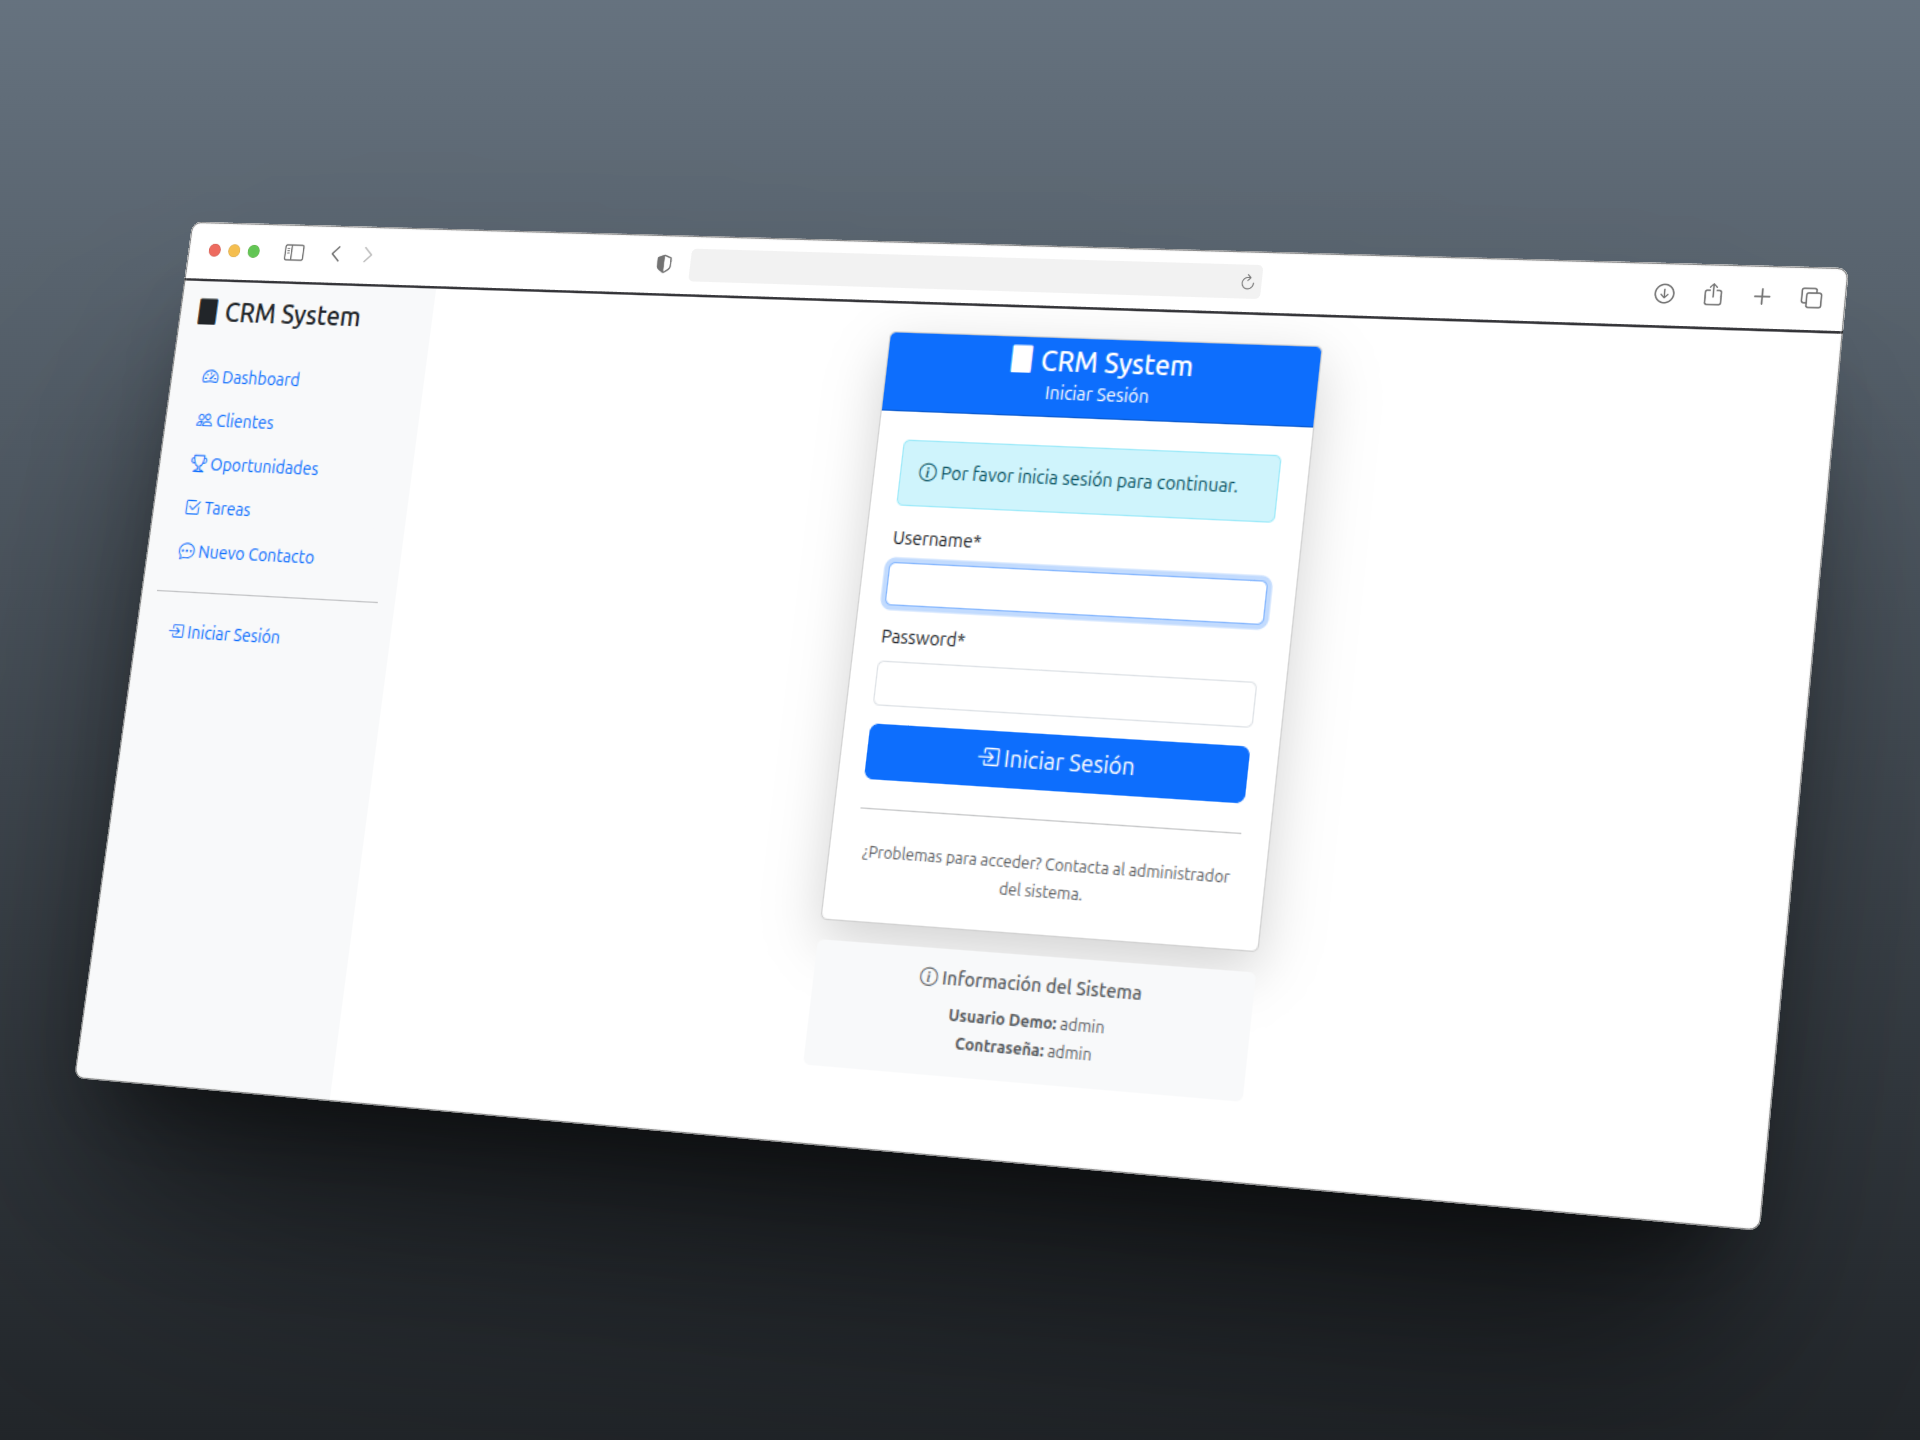 CRM System
Dashboard
Clientes
Oportunidades
Tareas
Nuevo Contacto
Iniciar Sesión
CRM System
Iniciar Sesión
Por favor inicia sesión para continuar.
Username*
Password*
Iniciar Sesión
¿Problemas para acceder? Contacta al administrador
del sistema.
Información del Sistema
Usuario Demo: admin
Contraseña: admin